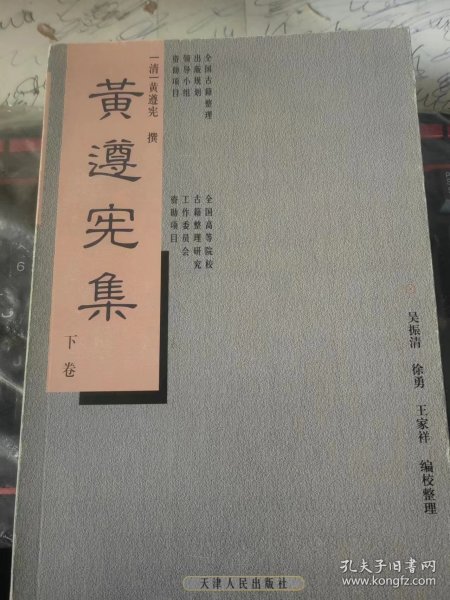 全国古籍整理
出版规划
领导小组
资助项目
[清]黄遵宪 撰
黄遵宪集
下卷
全国高等院校
古籍整理研究
工作委员会
资助项目
吴振清 徐勇 王家祥 编校整理
天津人民出版社
孔夫子旧书网
www.kongfz.com